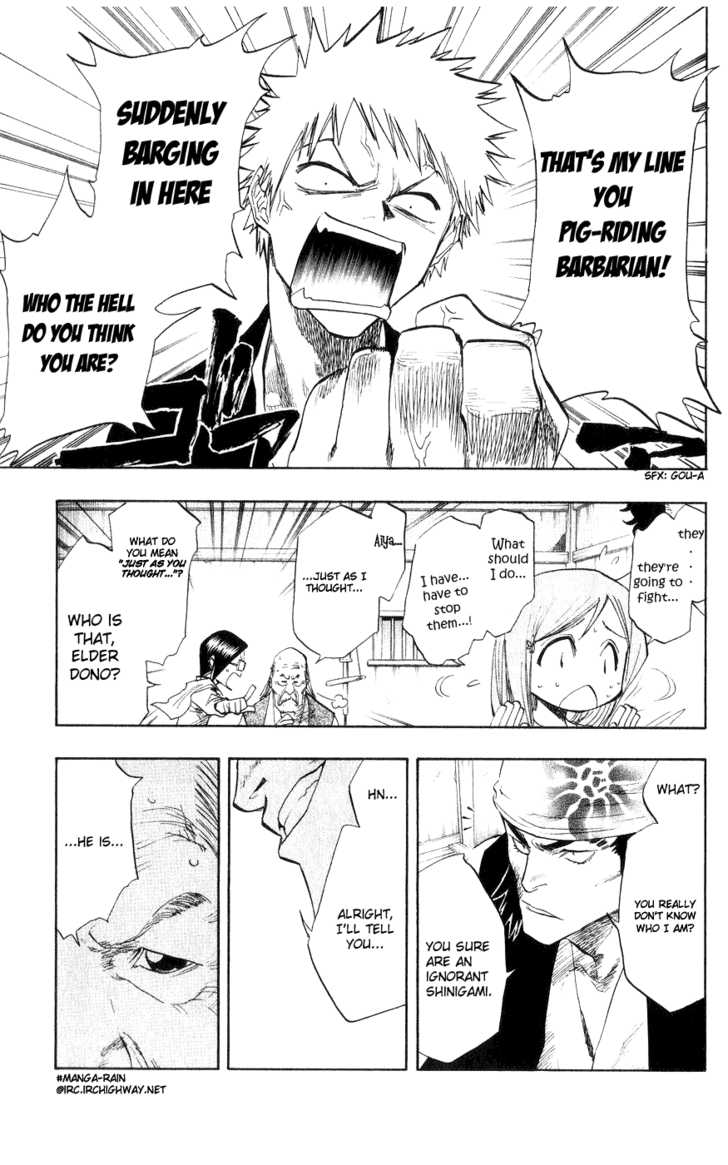 THAT'S MY LINE
YOU
PIG-RIDING
BARBARIAN!
SUDDENLY
BARGING
IN HERE
WHO THE HELL
DO YOU THINK
YOU ARE?
SFX: GOU-A
they
...
they're
going to
fight...
What
should
I do...
I have...
have to
stop
them...!
Aiya...
...JUST AS I
THOUGHT...
WHAT DO
YOU MEAN
"JUST AS YOU
THOUGHT..."?
WHO IS
THAT,
ELDER
DONO?
WHAT?
YOU REALLY
DON'T KNOW
WHO I AM?
YOU SURE
ARE AN
IGNORANT
SHINIGAMI.
HN...
ALRIGHT,
I'LL TELL
YOU...
...HE IS...
#MANGA-RAIN
@IRC.IRCHIGHWAY.NET